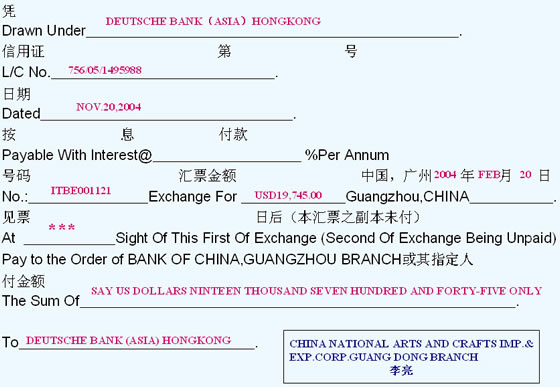 凭
Drawn Under DEUTSCHE BANK (ASIA) HONGKONG.
信用证 第 号
L/C No. 756/05/1495988.
日期
Dated NOV.20,2004.
按 息 付款
Payable With Interest@ %Per Annum
号码 汇票金额 中国,广州2004 年 FEB月 20 日
No.: ITBE001121 Exchange For USD19,745.00 Guangzhou,CHINA.
见票 日后(本汇票之副本未付)
At *** Sight Of This First Of Exchange (Second Of Exchange Being Unpaid)
Pay to the Order of BANK OF CHINA,GUANGZHOU BRANCH或其指定人
付金额
The Sum Of SAY US DOLLARS NINTEEN THOUSAND SEVEN HUNDRED AND FORTY-FIVE ONLY
To DEUTSCHE BANK (ASIA) HONGKONG.
CHINA NATIONAL ARTS AND CRAFTS IMP.&
EXP.CORP.GUANG DONG BRANCH
李亮